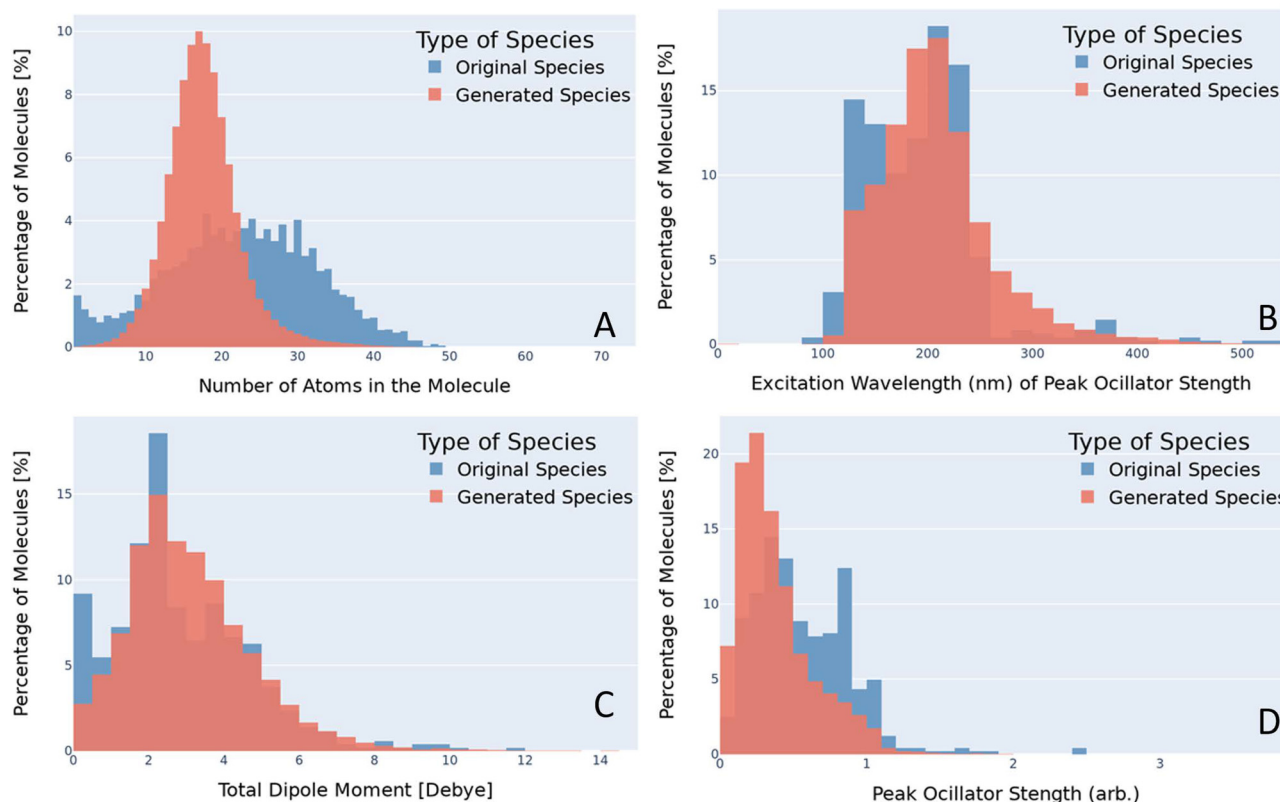 Percentage of Molecules [%]
10
8
6
4
2
0
10
20
30
40
50
60
70
Number of Atoms in the Molecule
Type of Species
Original Species
Generated Species
A
Percentage of Molecules [%]
15
10
5
0
0
100
200
300
400
500
Excitation Wavelength (nm) of Peak Ocillator Stength
Type of Species
Original Species
Generated Species
B
Percentage of Molecules [%]
15
10
5
0
0
2
4
6
8
10
12
14
Total Dipole Moment [Debye]
Type of Species
Original Species
Generated Species
C
Percentage of Molecules [%]
20
15
10
5
0
0
1
2
3
Peak Ocillator Stength (arb.)
Type of Species
Original Species
Generated Species
D